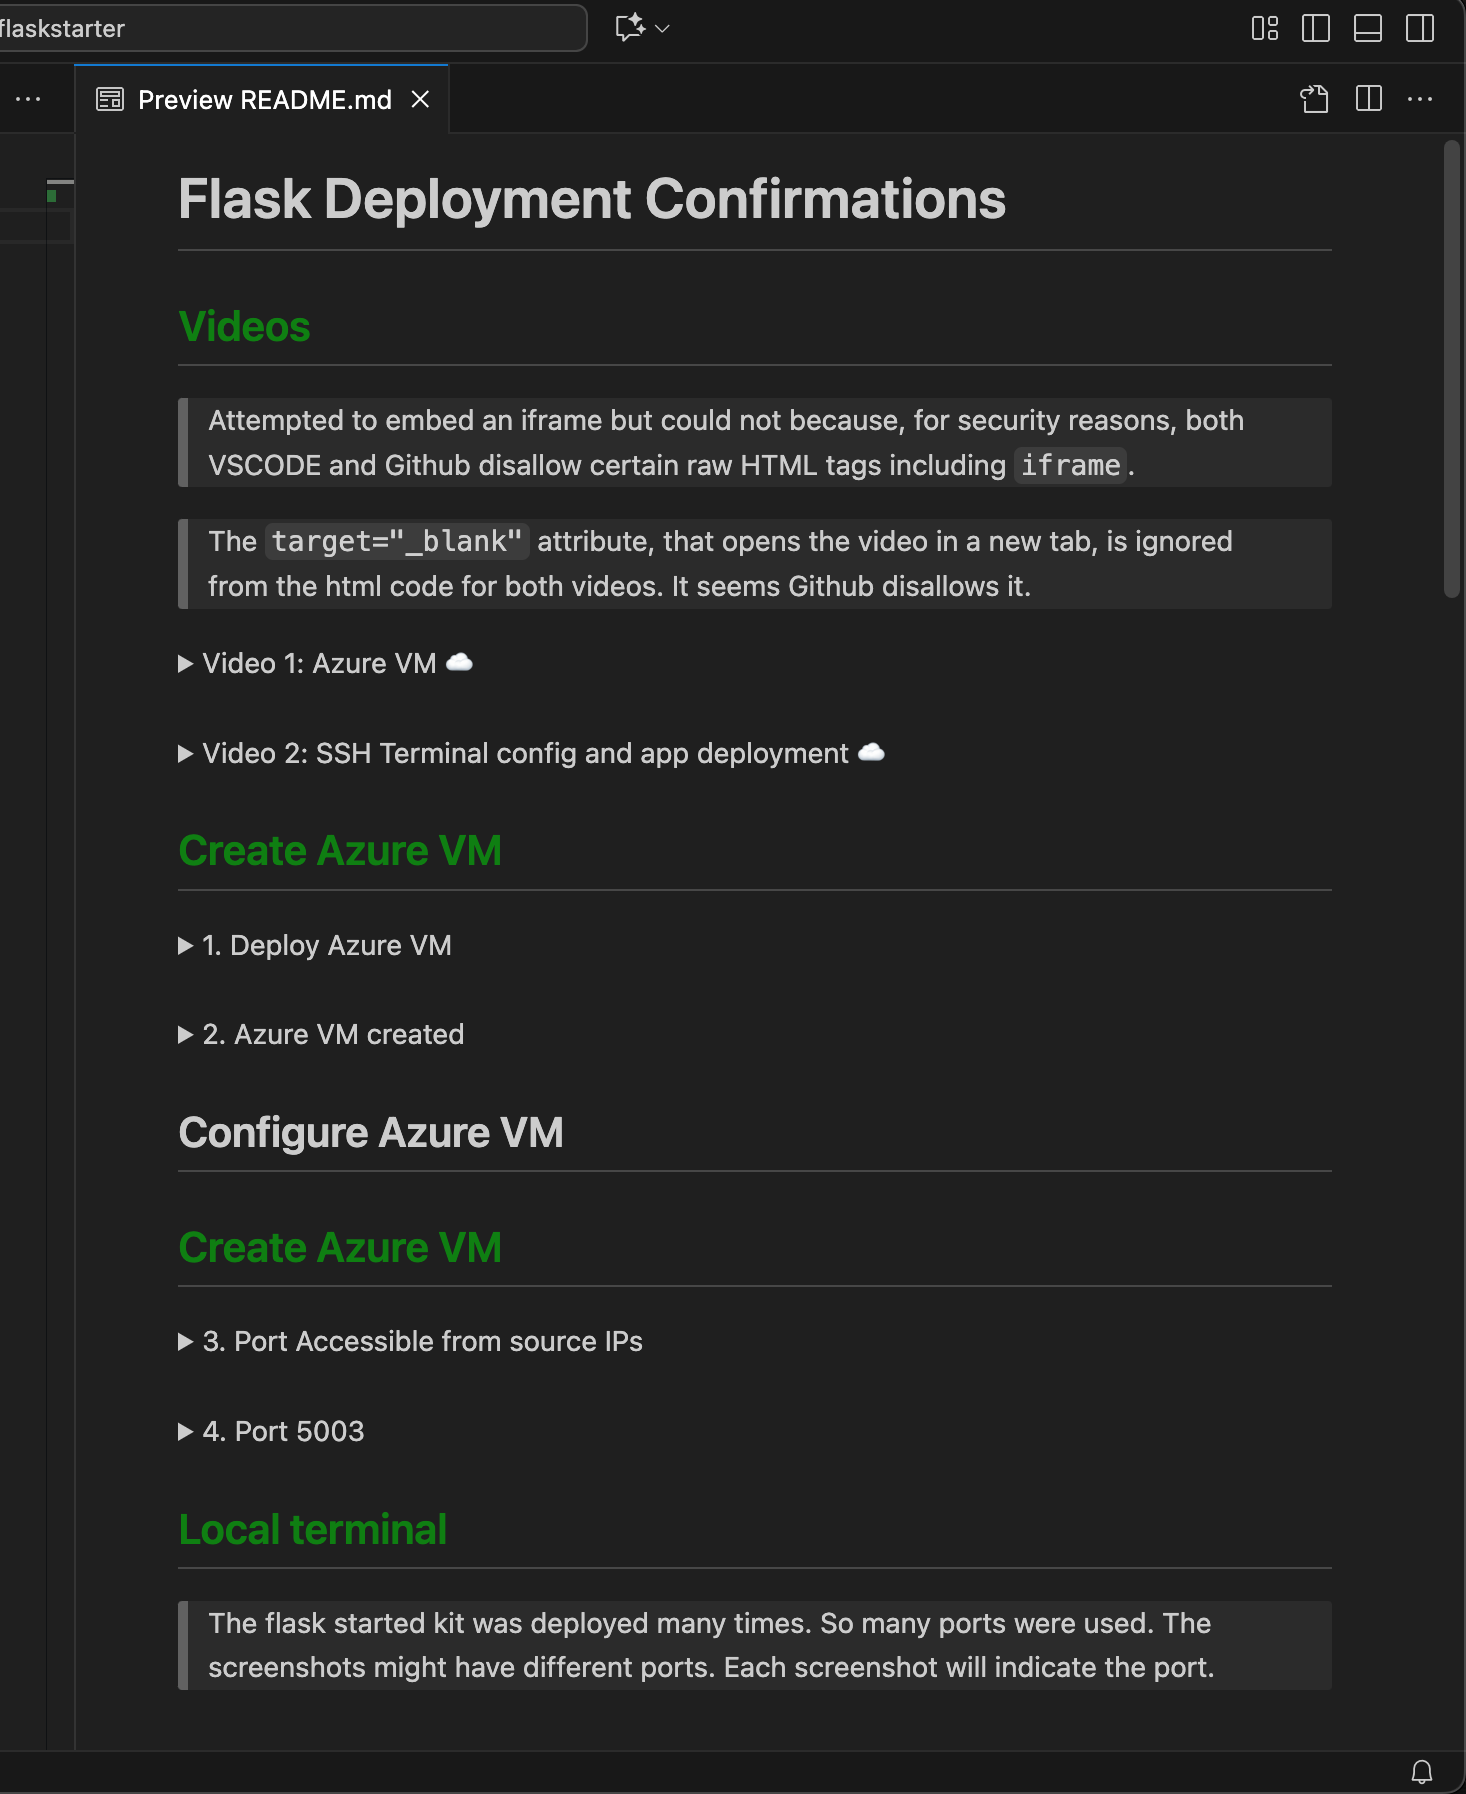 flaskstarter
Preview README.md
Flask Deployment Confirmations
Videos
Attempted to embed an iframe but could not because, for security reasons, both
VSCODE and Github disallow certain raw HTML tags including iframe.
The target="_blank" attribute, that opens the video in a new tab, is ignored
from the html code for both videos. It seems Github disallows it.
Video 1: Azure VM ☁️
Video 2: SSH Terminal config and app deployment ☁️
Create Azure VM
1. Deploy Azure VM
2. Azure VM created
Configure Azure VM
Create Azure VM
3. Port Accessible from source IPs
4. Port 5003
Local terminal
The flask started kit was deployed many times. So many ports were used. The
screenshots might have different ports. Each screenshot will indicate the port.